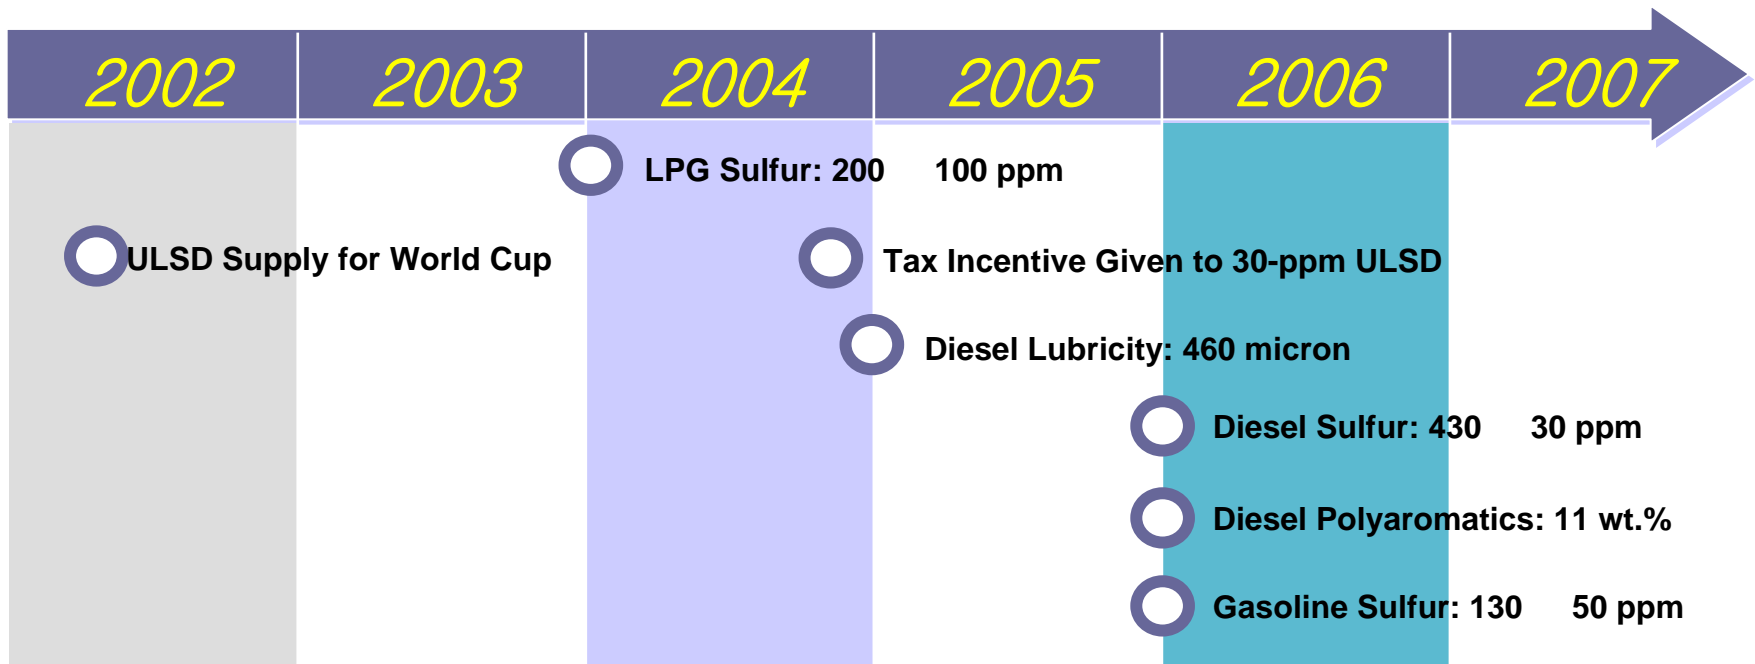 2002 2003 2004 2005 2006 2007
LPG Sulfur: 200 100 ppm
ULSD Supply for World Cup
Tax Incentive Given to 30-ppm ULSD
Diesel Lubricity: 460 micron
Diesel Sulfur: 430 30 ppm
Diesel Polyaromatics: 11 wt.%
Gasoline Sulfur: 130 50 ppm